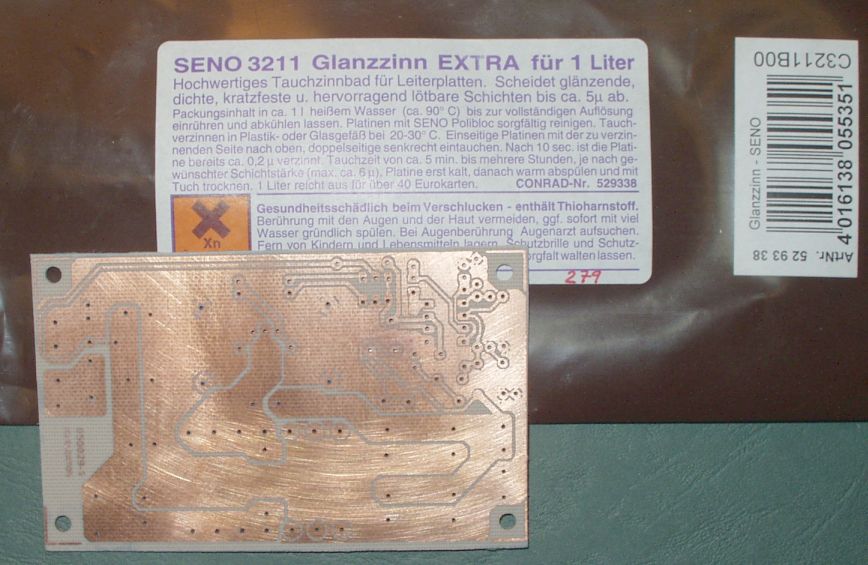 SENO 3211 Glanzzinn EXTRA für 1 Liter
Hochwertiges Tauchzinnbad für Leiterplatten. Scheidet glänzende,
dichte, kratzfeste u. hervorragend lötbare Schichten bis ca. 5µ ab.
Packungsinhalt in ca. 1 l heißem Wasser (ca. 90° C) bis zur vollständigen Auflösung
einrühren und abkühlen lassen. Platinen mit SENO Polibloc sorgfältig reinigen. Tauch-
verzinnen in Plastik- oder Glasgefäß bei 20-30° C. Einseitige Platinen mit der zu verzin-
nenden Seite nach oben, doppelseitige senkrecht eintauchen. Nach 10 sec. ist die Plati-
ne bereits ca. 0,2 µ verzinnt. Tauchzeit von ca. 5 min. bis mehrere Stunden, je nach ge-
wünschter Schichtstärke (max. ca. 6 µ). Platine erst kalt, danach warm abspülen und mit
Tuch trocknen. 1 Liter reicht aus für über 40 Eurokarten. CONRAD-Nr. 529338
Xn
Gesundheitsschädlich beim Verschlucken - enthält Thioharnstoff.
Berührung mit den Augen und der Haut vermeiden, ggf. sofort mit viel
Wasser gründlich spülen. Bei Augenberührung Augenarzt aufsuchen.
Fern von Kindern und Lebensmitteln lagern. Schutzbrille und Schutz-
orgfalt walten lassen.
279
C3211B00
4 016138 055351
Glanzzinn - SENO
ArtNr. 52 93 38